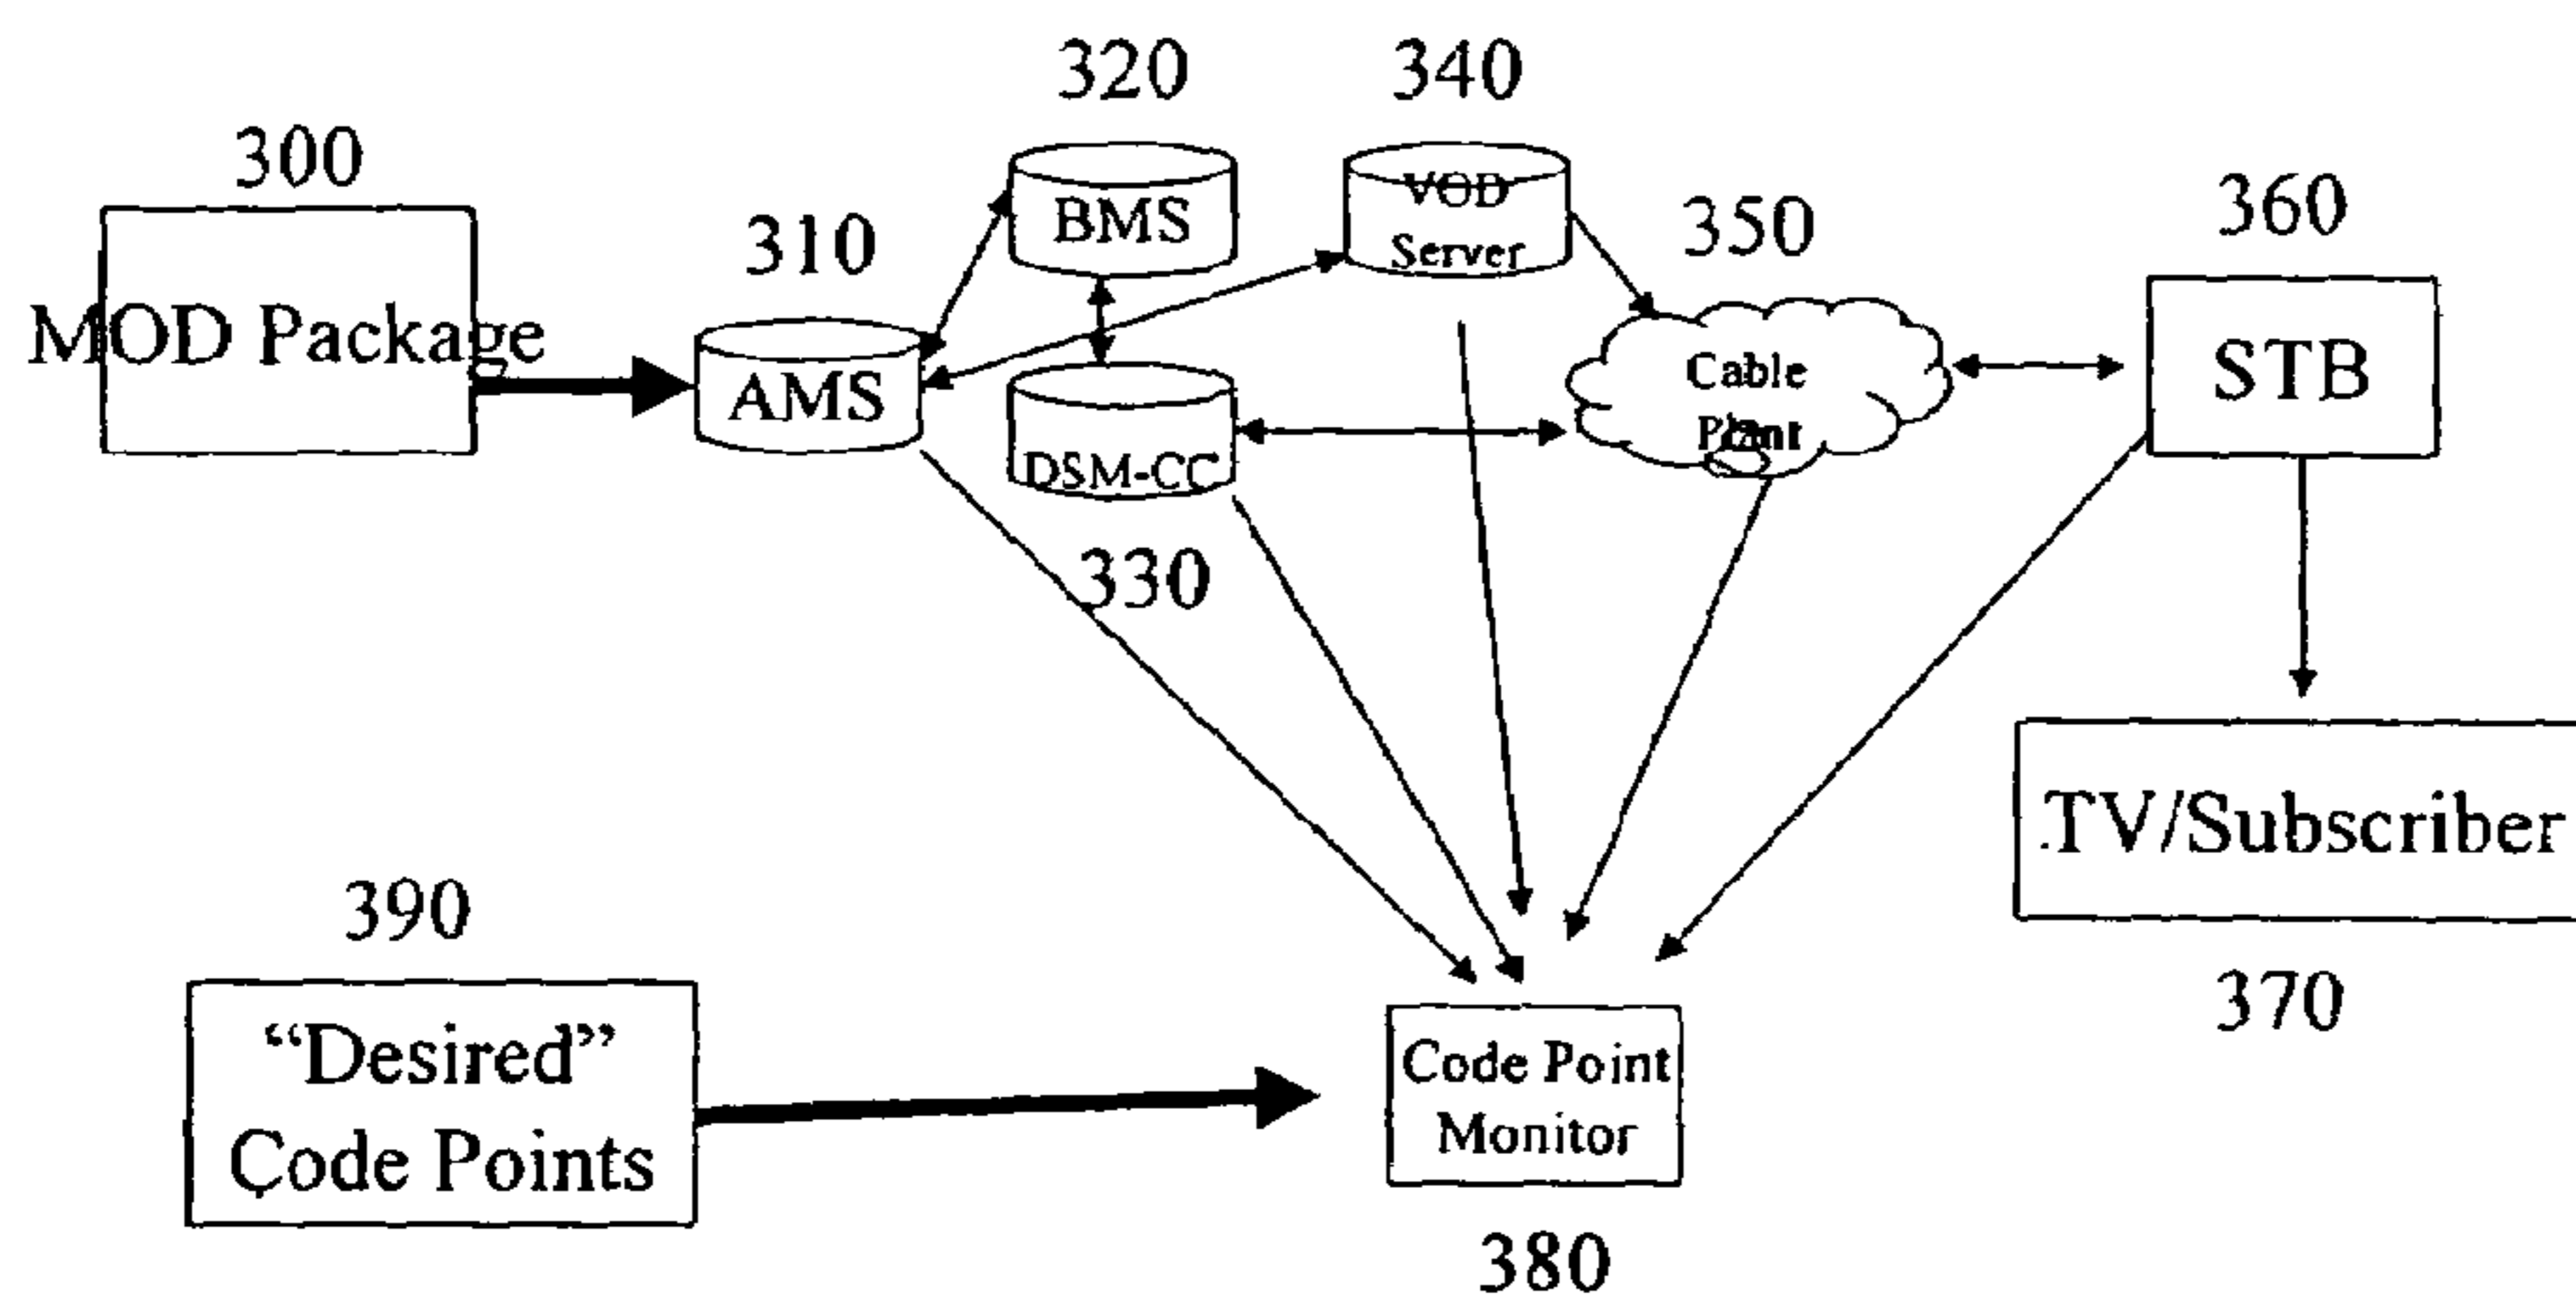 320
340
300
350
360
310
VOD
BMS
Server
MOD Package
Cable
STB
AMS
Plant
DSM-CC
330
TV/Subscriber
390
370
“Desired”
Code Point
Code Points
Monitor
380